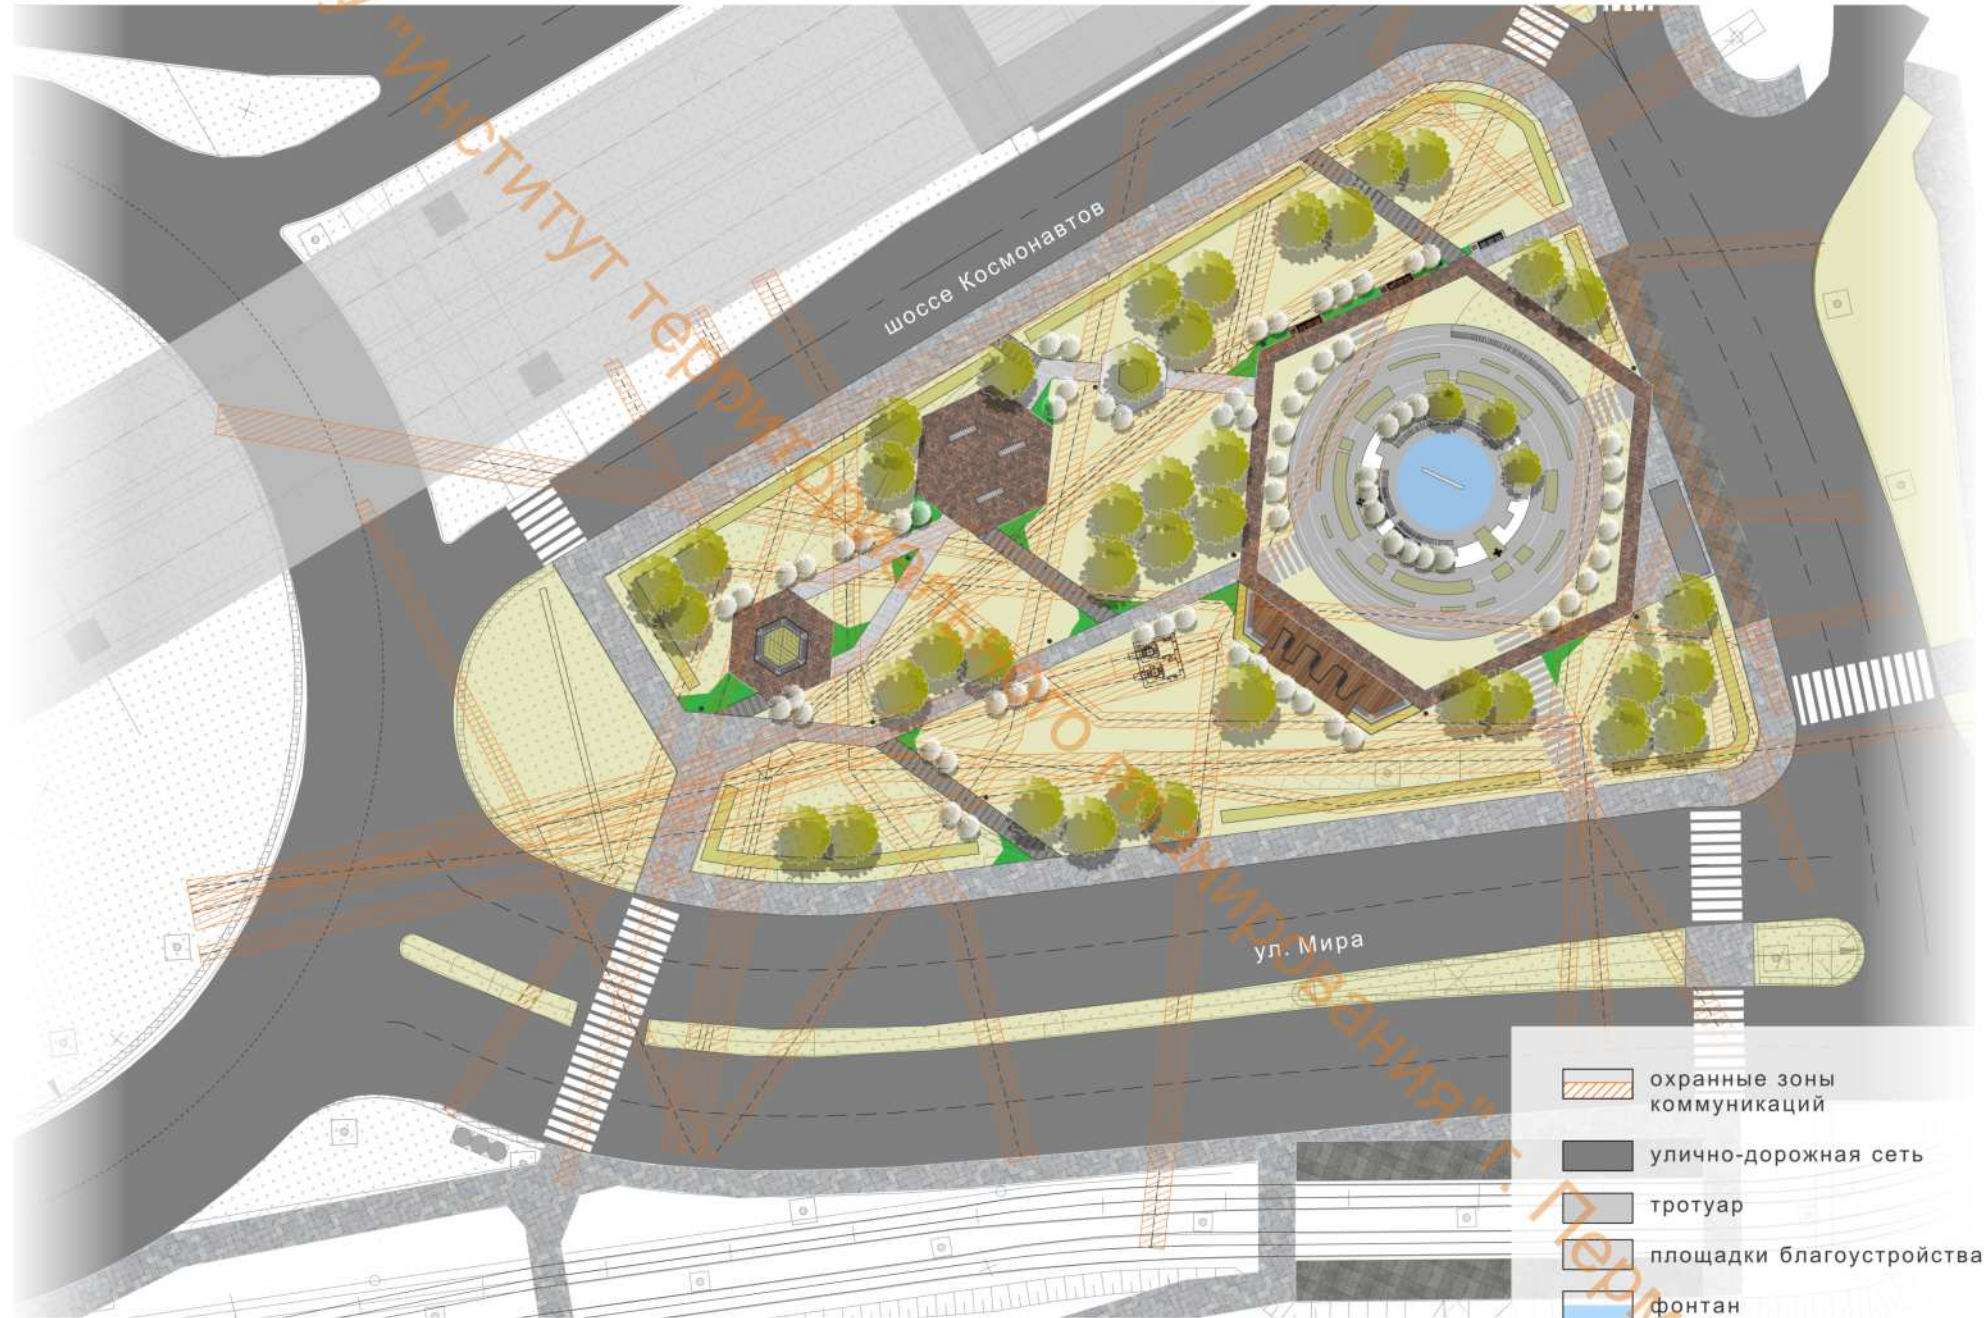 У "Институт территориального планирования" г. Перм
шоссе Космонавтов
ул. Мира
охранные зоны
коммуникаций
улично-дорожная сеть
тротуар
площадки благоустройства
фонтан